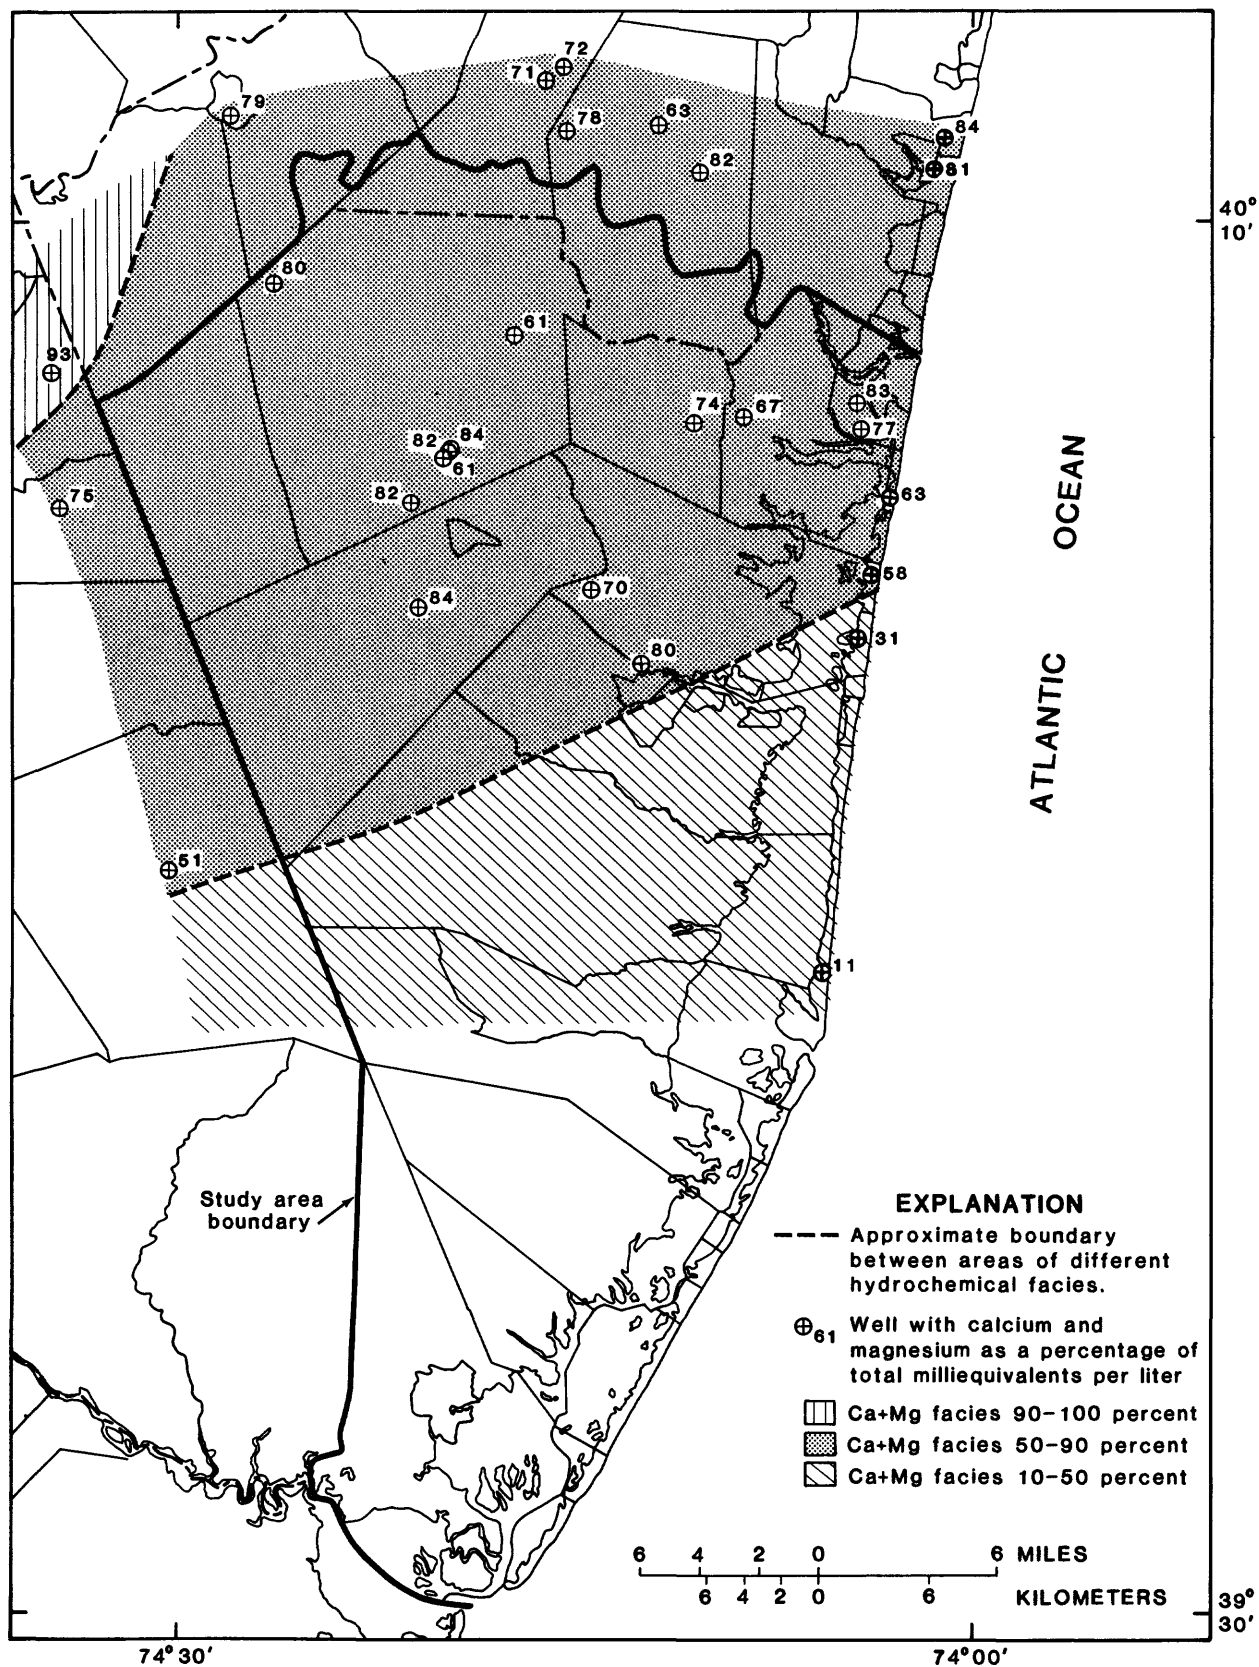 72
71
79
78
63
84
82
81
40°
10'
80
61
93
83
74
67
77
82
84
61
82
63
75
58
70
84
31
80
51
11
ATLANTIC OCEAN
Study area
boundary
EXPLANATION
Approximate boundary
between areas of different
hydrochemical facies.
61 Well with calcium and
magnesium as a percentage of
total milliequivalents per liter
Ca+Mg facies 90-100 percent
Ca+Mg facies 50-90 percent
Ca+Mg facies 10-50 percent
6 4 2 0 6 MILES
6 4 2 0 6 KILOMETERS
39°
30'
74°30' 74°00'